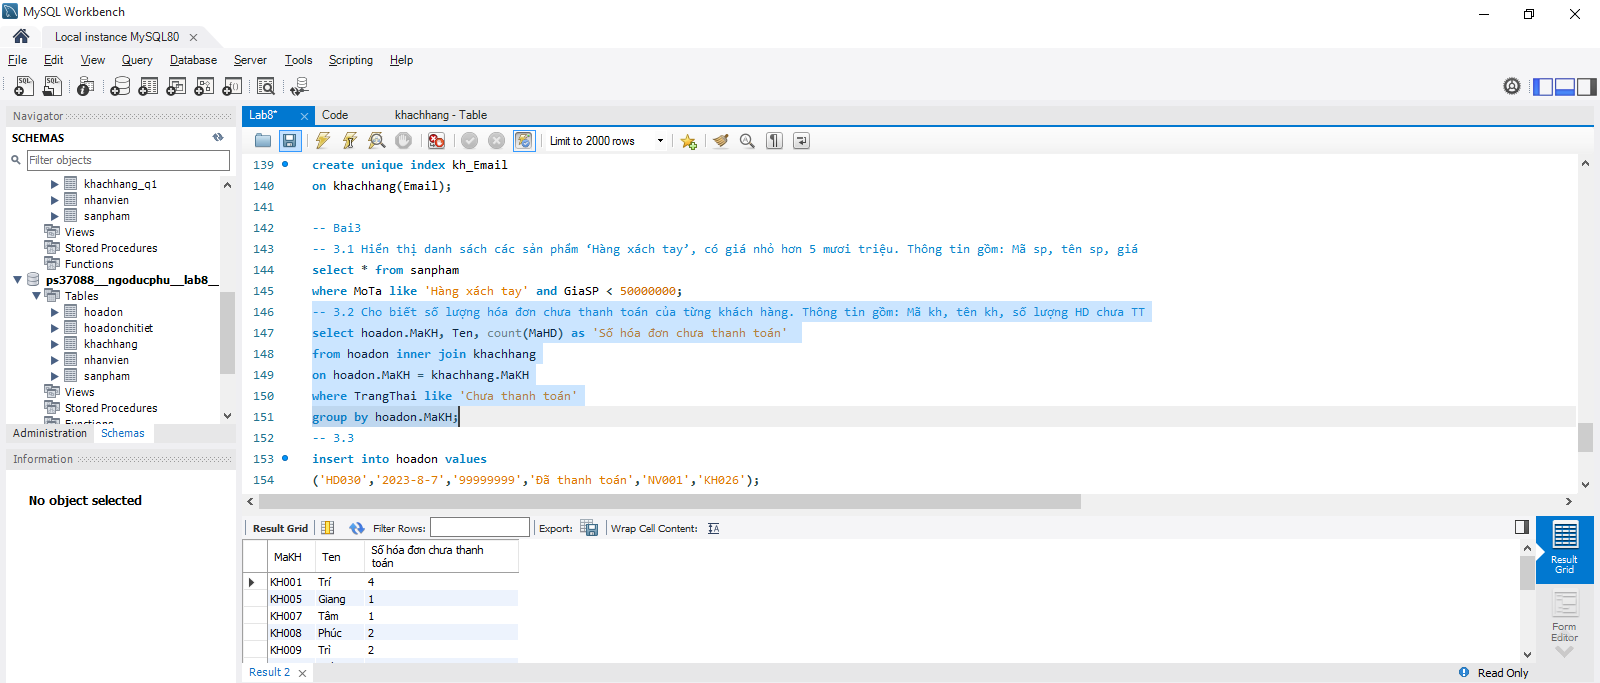 MySQL Workbench
Local instance MySQL80
File Edit View Query Database Server Tools Scripting Help
Navigator
SCHEMAS
Filter objects
khachhang_q1
nhanvien
sanpham
Views
Stored Procedures
Functions
ps37088__ngoducphu__lab8__
Tables
hoadon
hoadonchitiet
khachhang
nhanvien
sanpham
Views
Stored Procedures
Functions
Administration Schemas
Information
No object selected
Lab8* Code khachhang - Table
Limit to 2000 rows
139 create unique index kh_Email
140 on khachhang(Email);
141
142 -- Bai3
143 -- 3.1 Hiển thị danh sách các sản phẩm ‘Hàng xách tay’, có giá nhỏ hơn 5 mươi triệu. Thông tin gồm: Mã sp, tên sp, giá
144 select * from sanpham
145 where MoTa like 'Hàng xách tay' and GiaSP < 50000000;
146 -- 3.2 Cho biết số lượng hóa đơn chưa thanh toán của từng khách hàng. Thông tin gồm: Mã kh, tên kh, số lượng HD chưa TT
147 select hoadon.MaKH, Ten, count(MaHD) as 'Số hóa đơn chưa thanh toán'
148 from hoadon inner join khachhang
149 on hoadon.MaKH = khachhang.MaKH
150 where TrangThai like 'Chưa thanh toán'
151 group by hoadon.MaKH;
152 -- 3.3
153 insert into hoadon values
154 ('HD030','2023-8-7','99999999','Đã thanh toán','NV001','KH026');
Result Grid Filter Rows: Export: Wrap Cell Content:
MaKH Ten Số hóa đơn chưa thanh toán
KH001 Trí 4
KH005 Giang 1
KH007 Tâm 1
KH008 Phúc 2
KH009 Trì 2
Result Grid
Form Editor
Result 2
Read Only